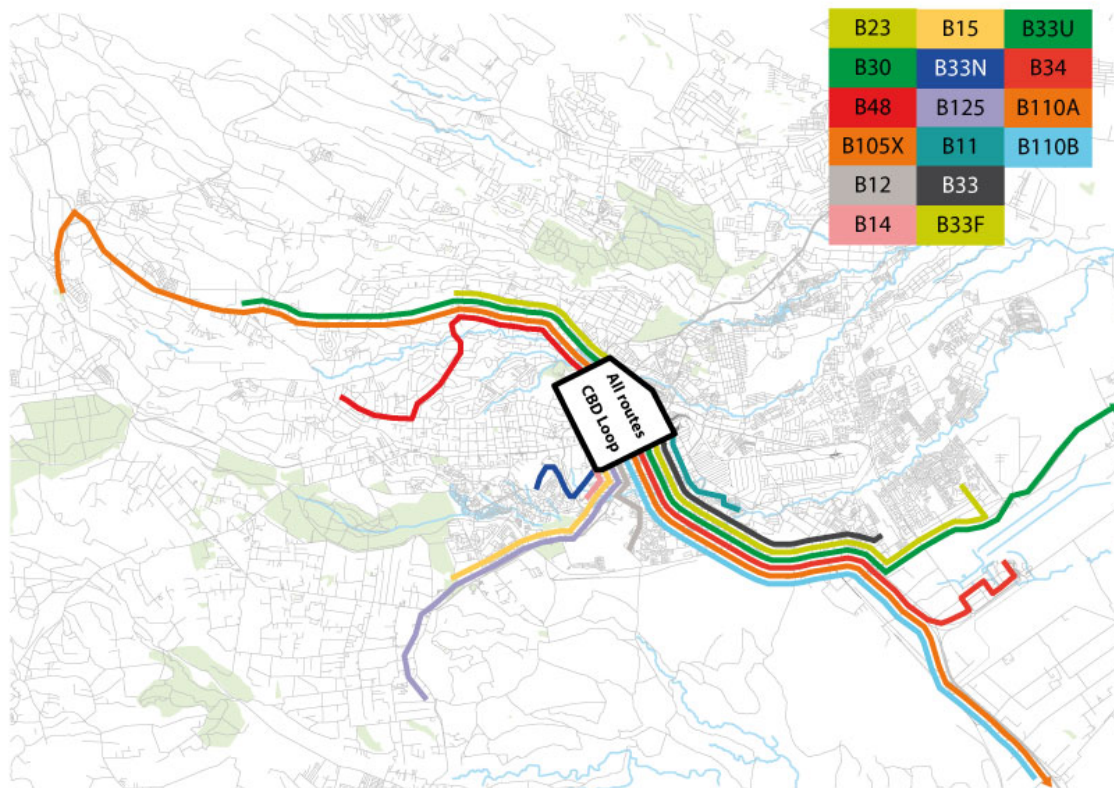 B23 B15 B33U
B30 B33N B34
B48 B125 B110A
B105X B11 B110B
B12 B33
B14 B33F
All routes
CBD Loop